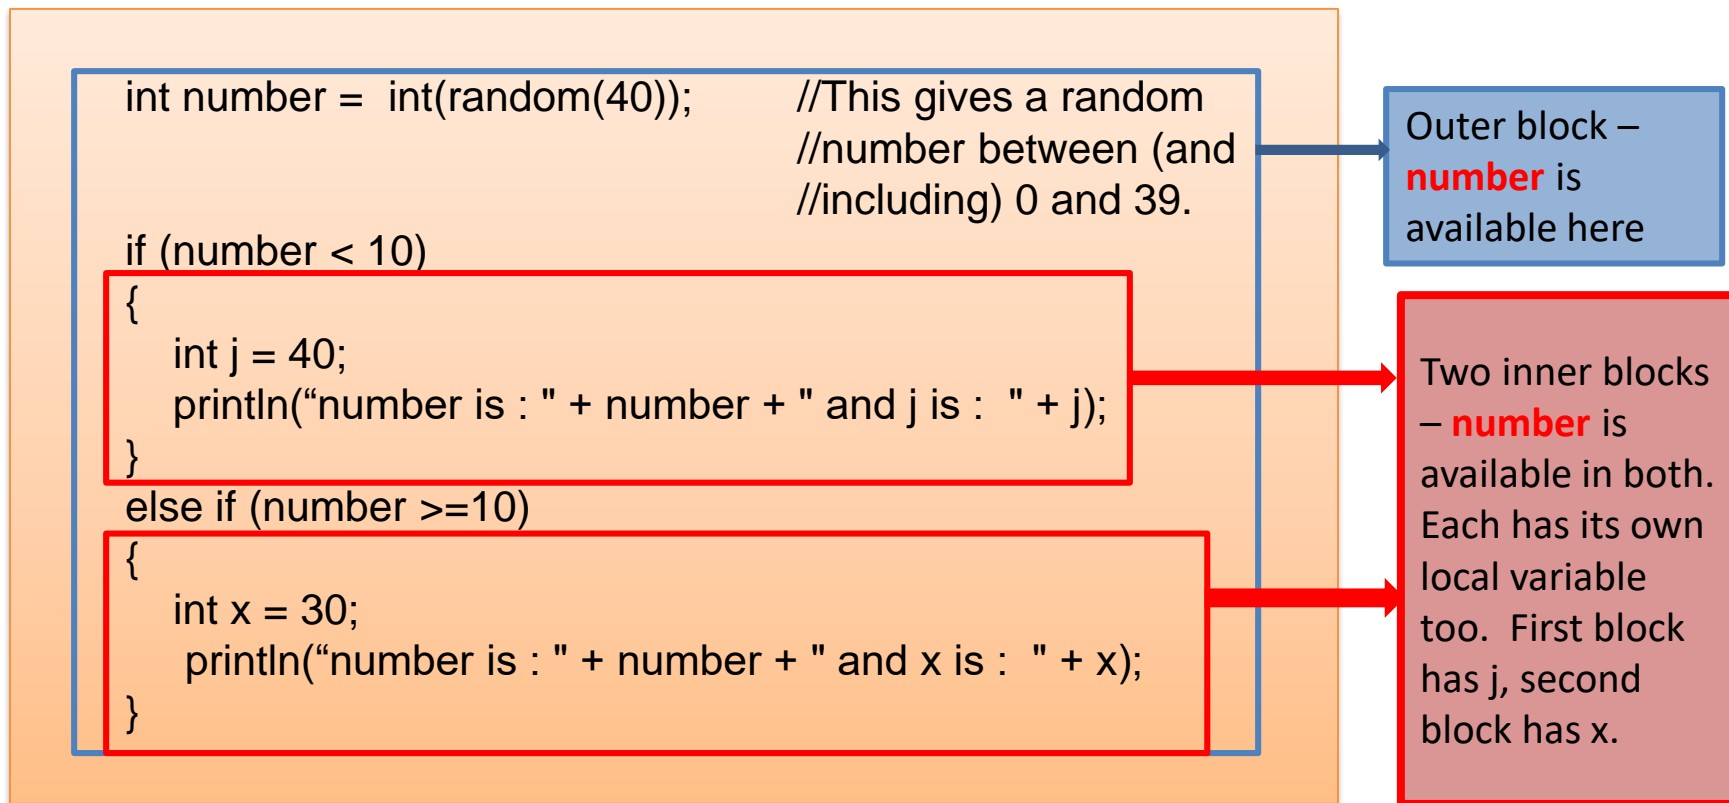 int number =  int(random(40));        //This gives a random
//number between (and
//including) 0 and 39.
if (number < 10)
{
int j = 40;
println(“number is : " + number + " and j is :  " + j);
}
else if (number >=10)
{
int x = 30;
println(“number is : " + number + " and x is :  " + x);
}
Outer block –
number is
available here
Two inner blocks
– number is
available in both.
Each has its own
local variable
too.  First block
has j, second
block has x.